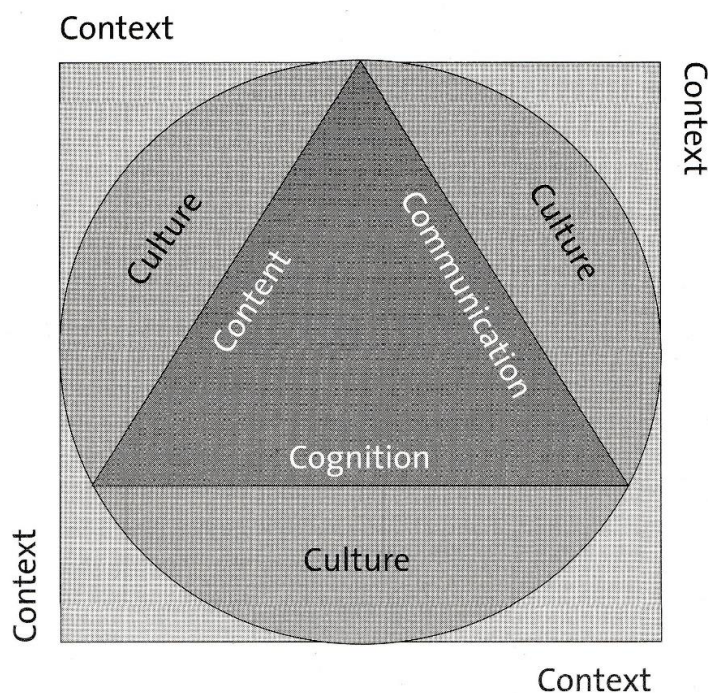 Context
Context
Culture
Culture
Content
Communication
Cognition
Culture
Context
Context